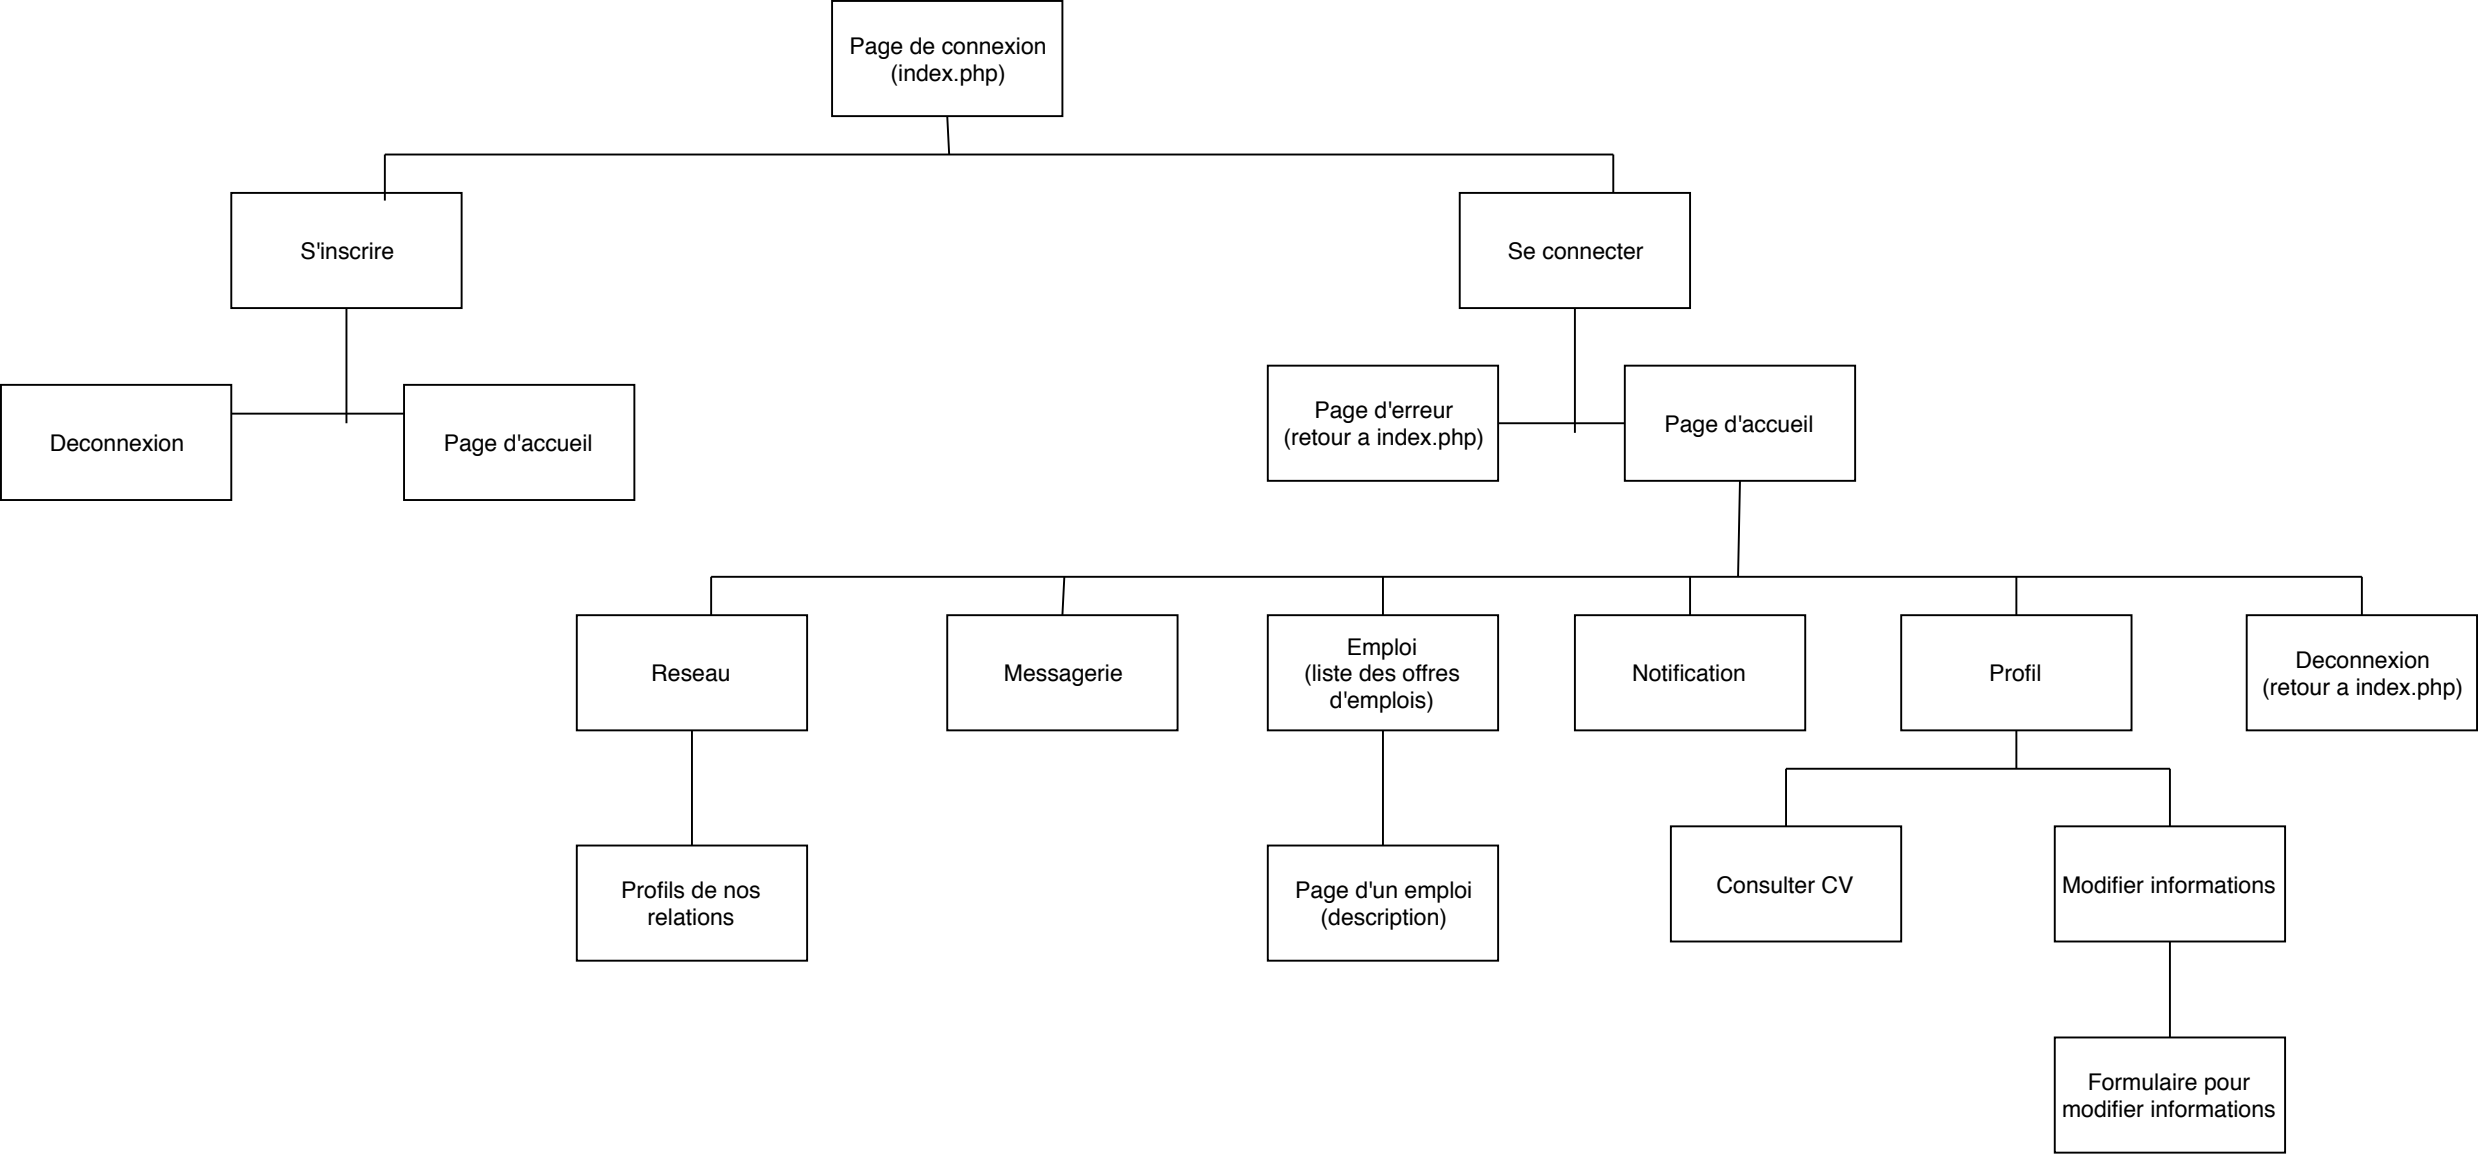 Page de connexion
(index.php)
S'inscrire
Se connecter
Deconnexion
Page d'accueil
Page d'erreur
(retour a index.php)
Page d'accueil
Reseau
Messagerie
Emploi
(liste des offres
d'emplois)
Notification
Profil
Deconnexion
(retour a index.php)
Profils de nos
relations
Page d'un emploi
(description)
Consulter CV
Modifier informations
Formulaire pour
modifier informations